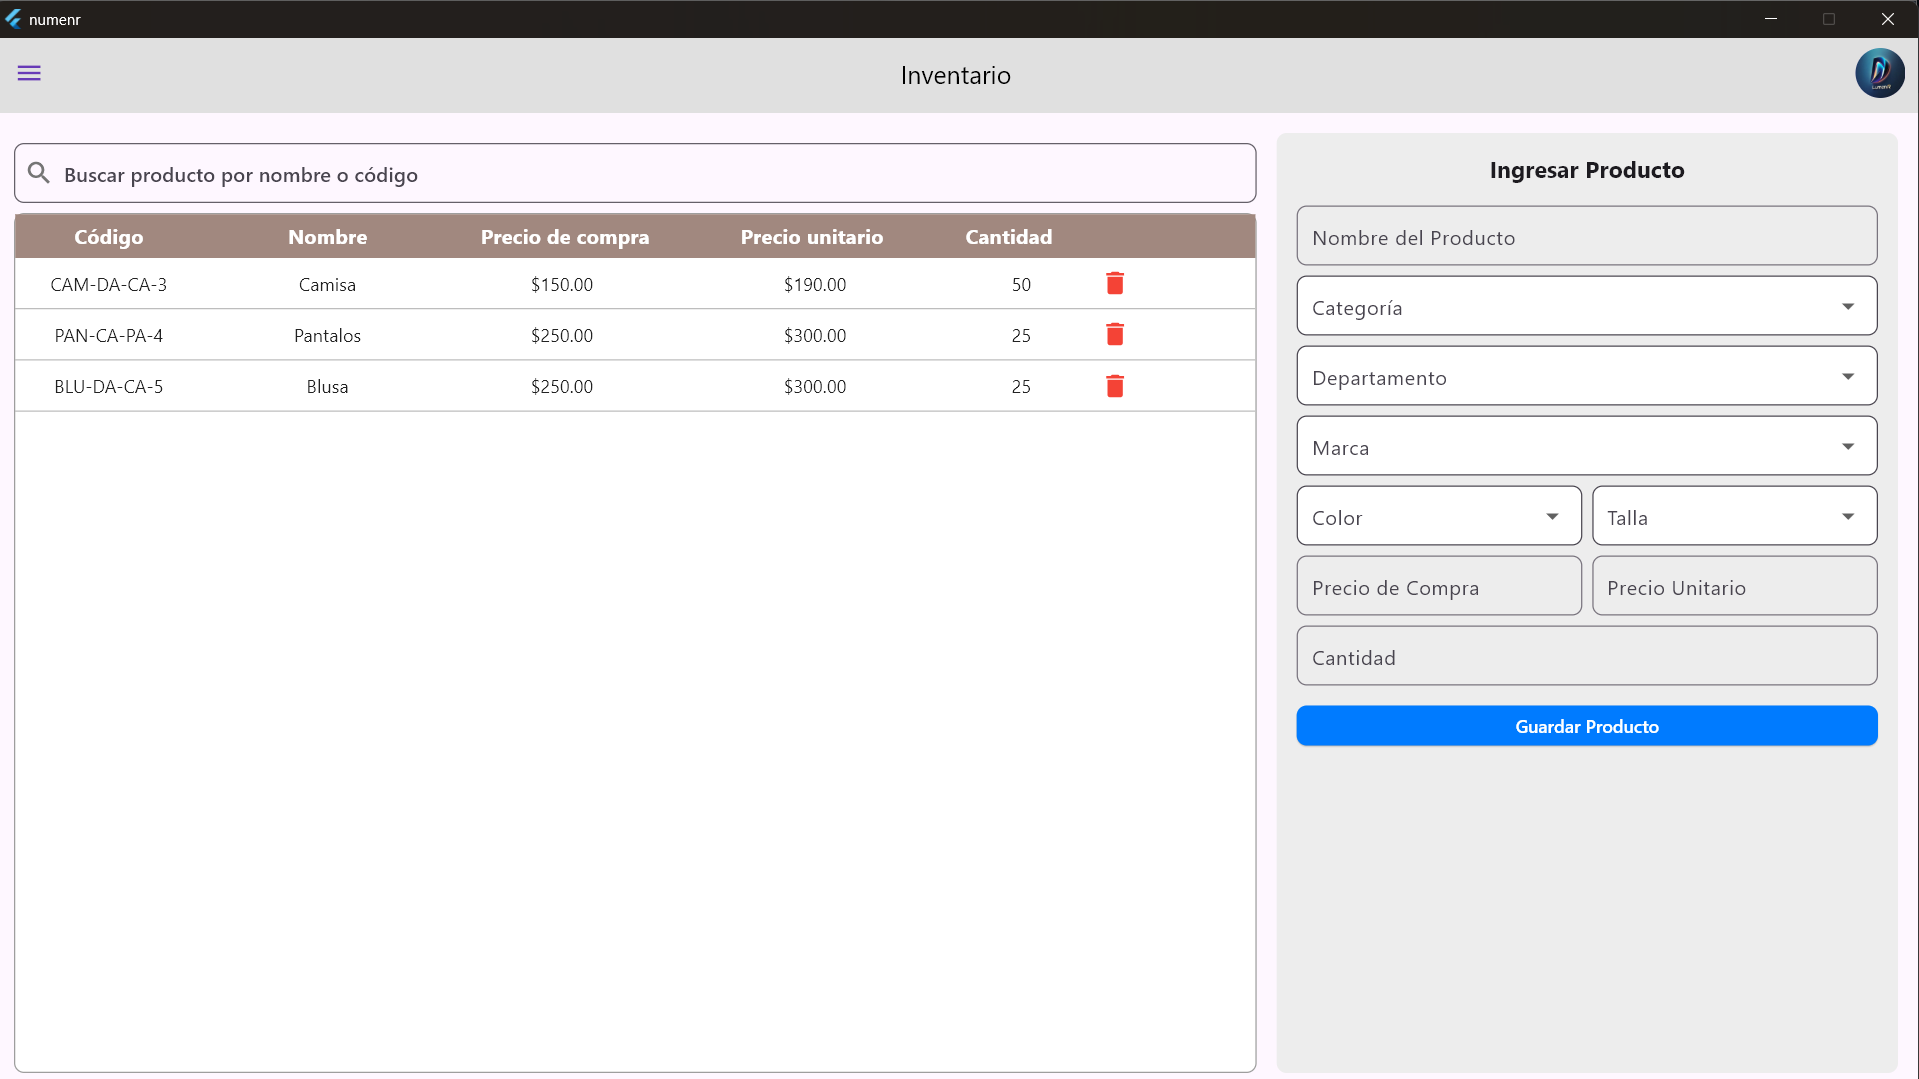 numenr
Inventario
Buscar producto por nombre o código
Código Nombre Precio de compra Precio unitario Cantidad
CAM-DA-CA-3 Camisa $150.00 $190.00 50
PAN-CA-PA-4 Pantalos $250.00 $300.00 25
BLU-DA-CA-5 Blusa $250.00 $300.00 25
Ingresar Producto
Nombre del Producto
Categoría
Departamento
Marca
Color Talla
Precio de Compra Precio Unitario
Cantidad
Guardar Producto